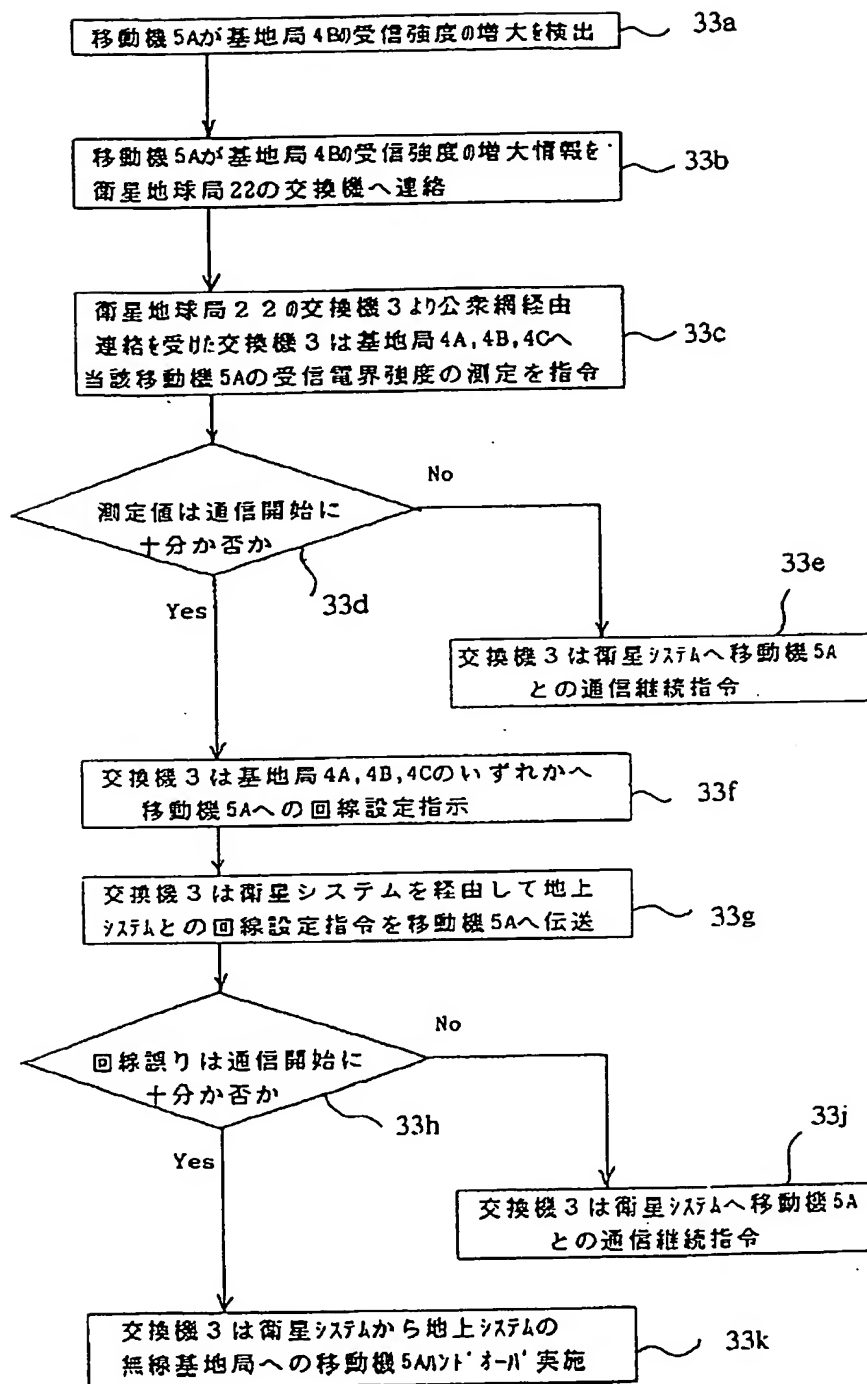 移動機5Aが基地局4Bの受信強度の増大を検出
33a
移動機5Aが基地局4Bの受信強度の増大情報を
衛星地球局22の交換機へ連絡
33b
衛星地球局22の交換機3より公衆網経由
連絡を受けた交換機3は基地局4A,4B,4Cへ
当該移動機5Aの受信電界強度の測定を指令
33c
測定値は通信開始に
十分か否か
No
33d
Yes
33e
交換機3は衛星システムへ移動機5A
との通信継続指令
交換機3は基地局4A,4B,4Cのいずれかへ
移動機5Aへの回線設定指示
33f
交換機3は衛星システムを経由して地上
システムとの回線設定指令を移動機5Aへ伝送
33g
回線誤りは通信開始に
十分か否か
No
33h
Yes
33j
交換機3は衛星システムへ移動機5A
との通信継続指令
交換機3は衛星システムから地上システムの
無線基地局への移動機5Aハンドオーバ実施
33k